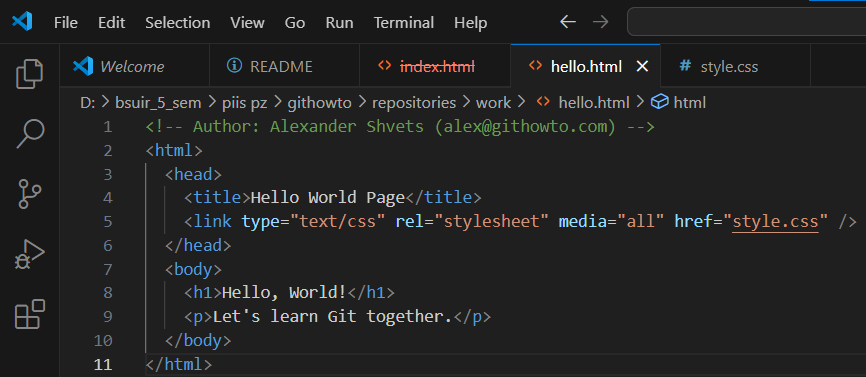 File Edit Selection View Go Run Terminal Help
Welcome README index.html hello.html style.css
D: > bsuir_5_sem > piis pz > githowto > repositories > work > hello.html > html
1 <!-- Author: Alexander Shvets (alex@githowto.com) -->
2 <html>
3 <head>
4 <title>Hello World Page</title>
5 <link type="text/css" rel="stylesheet" media="all" href="style.css" />
6 </head>
7 <body>
8 <h1>Hello, World!</h1>
9 <p>Let's learn Git together.</p>
10 </body>
11 </html>